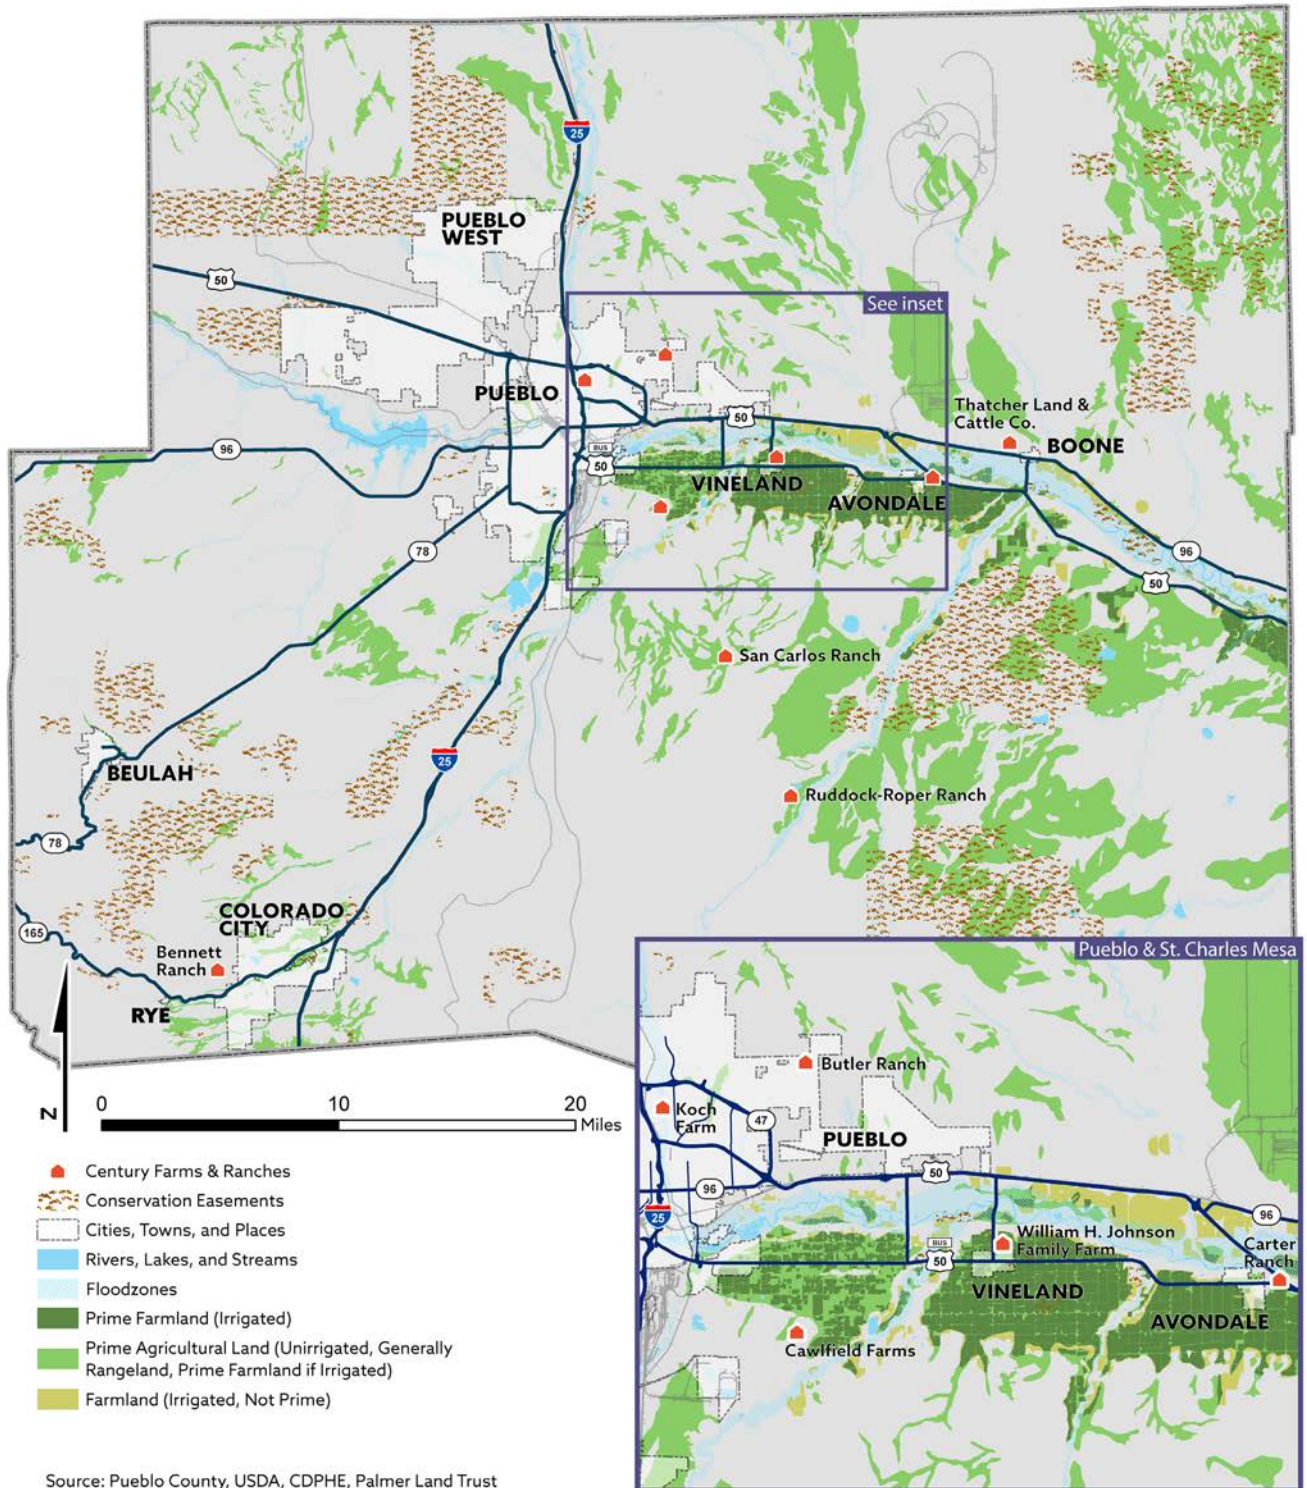 25
PUEBLO
WEST
50
See inset
PUEBLO
50
Thatcher Land &
Cattle Co.
BOONE
96
BUS
50
VINELAND
AVONDALE
78
96
50
San Carlos Ranch
25
BEULAH
Ruddock-Roper Ranch
78
COLORADO
CITY
165
Bennett
Ranch
RYE
N
0 10 20 Miles
Century Farms & Ranches
Conservation Easements
Cities, Towns, and Places
Rivers, Lakes, and Streams
Floodzones
Prime Farmland (Irrigated)
Prime Agricultural Land (Unirrigated, Generally
Rangeland, Prime Farmland if Irrigated)
Farmland (Irrigated, Not Prime)
Source: Pueblo County, USDA, CDPHE, Palmer Land Trust
Pueblo & St. Charles Mesa
Butler Ranch
Koch
Farm
47
PUEBLO
50
96
25
96
William H. Johnson
Family Farm
Carter
Ranch
BUS
50
VINELAND
AVONDALE
Cawlfield Farms